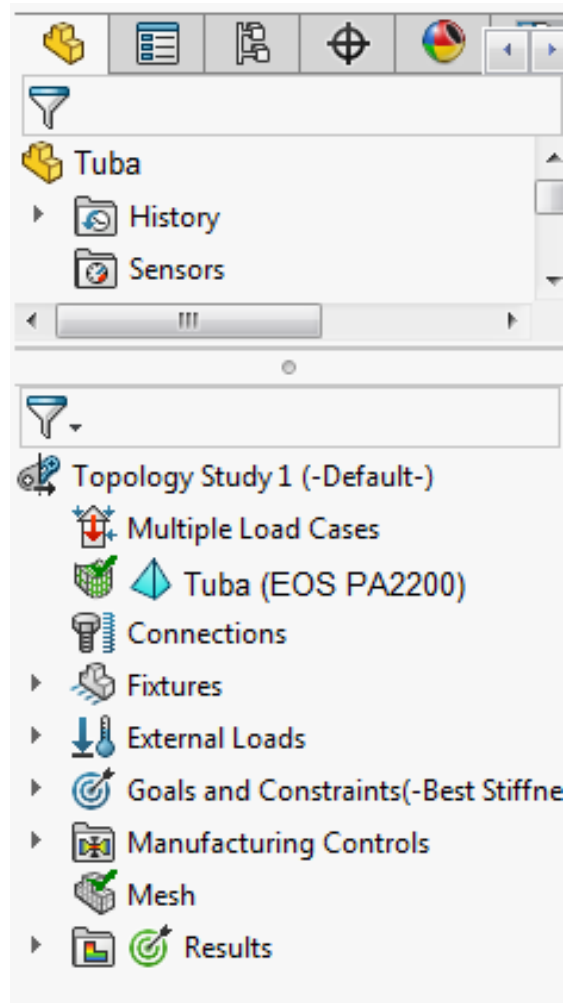 Tuba
History
Sensors
Topology Study 1 (-Default-)
Multiple Load Cases
Tuba (EOS PA2200)
Connections
Fixtures
External Loads
Goals and Constraints(-Best Stiffne
Manufacturing Controls
Mesh
Results